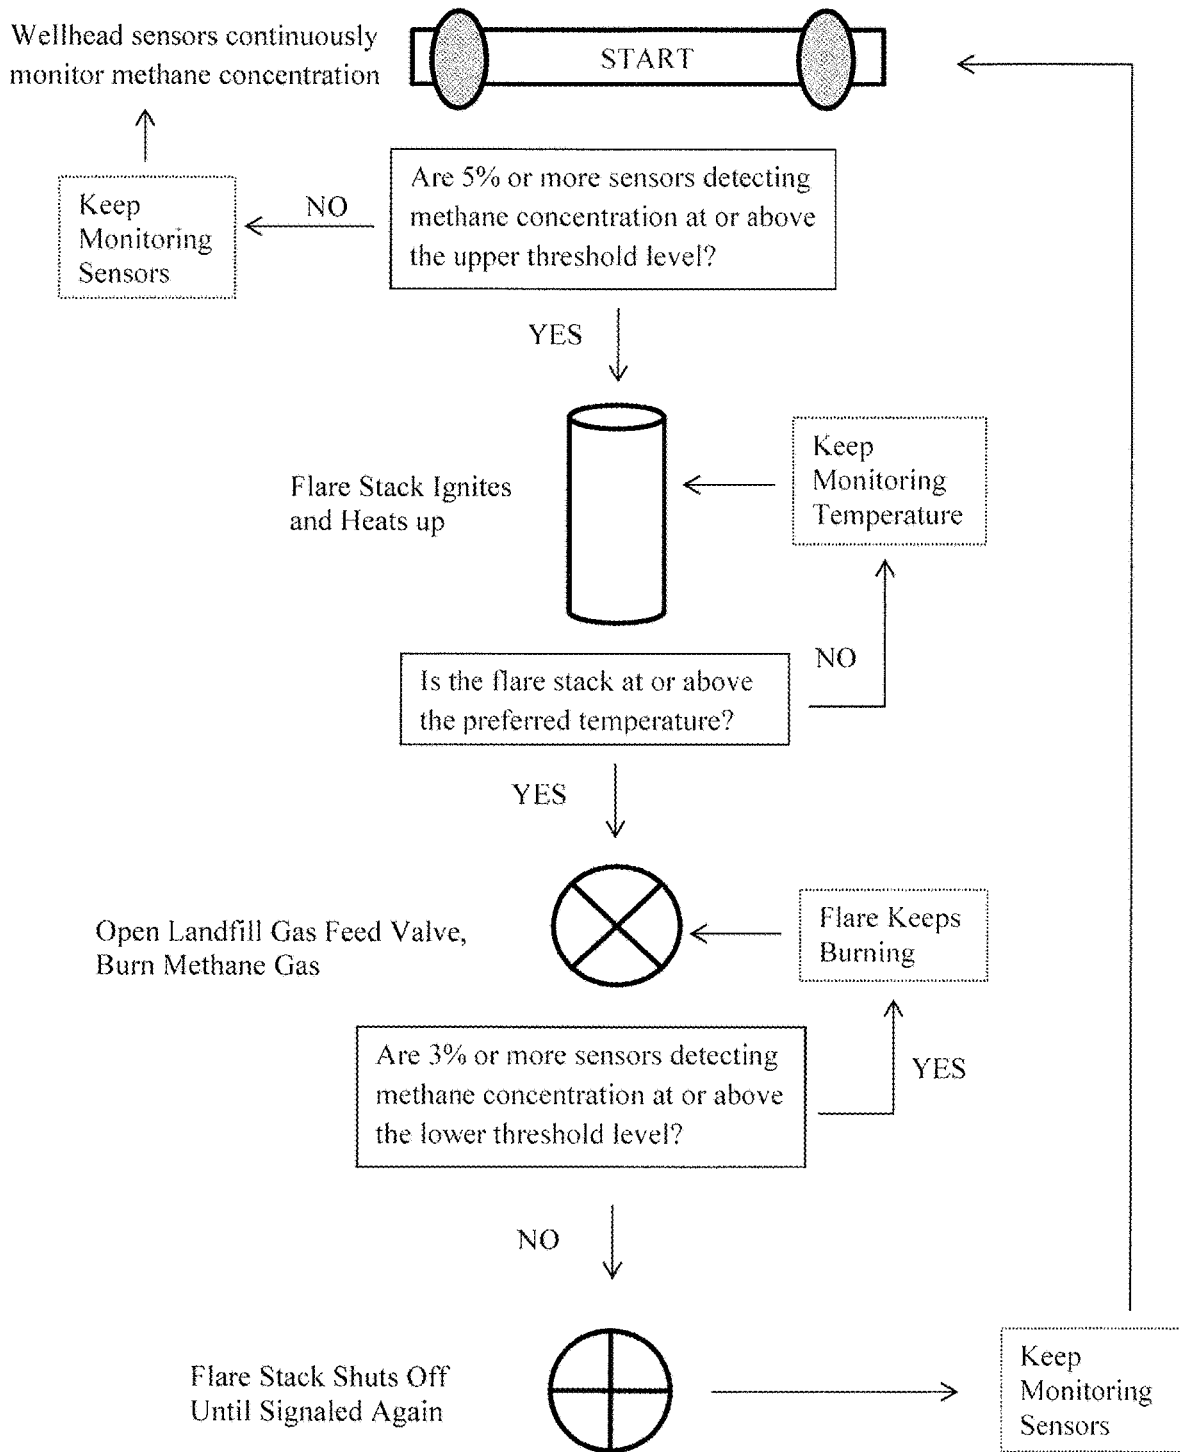 Wellhead sensors continuously
monitor methane concentration
START
Are 5% or more sensors detecting
methane concentration at or above
the upper threshold level?
NO
Keep
Monitoring
Sensors
YES
Flare Stack Ignites
and Heats up
Keep
Monitoring
Temperature
Is the flare stack at or above
the preferred temperature?
NO
YES
Open Landfill Gas Feed Valve,
Burn Methane Gas
Flare Keeps
Burning
Are 3% or more sensors detecting
methane concentration at or above
the lower threshold level?
YES
NO
Flare Stack Shuts Off
Until Signaled Again
Keep
Monitoring
Sensors